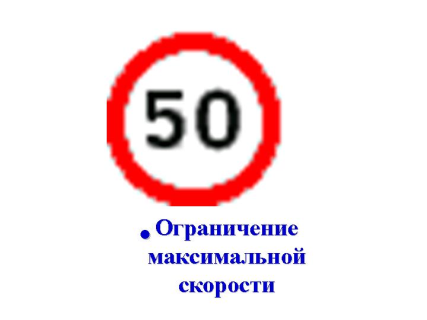 50
• Ограничение
максимальной
скорости